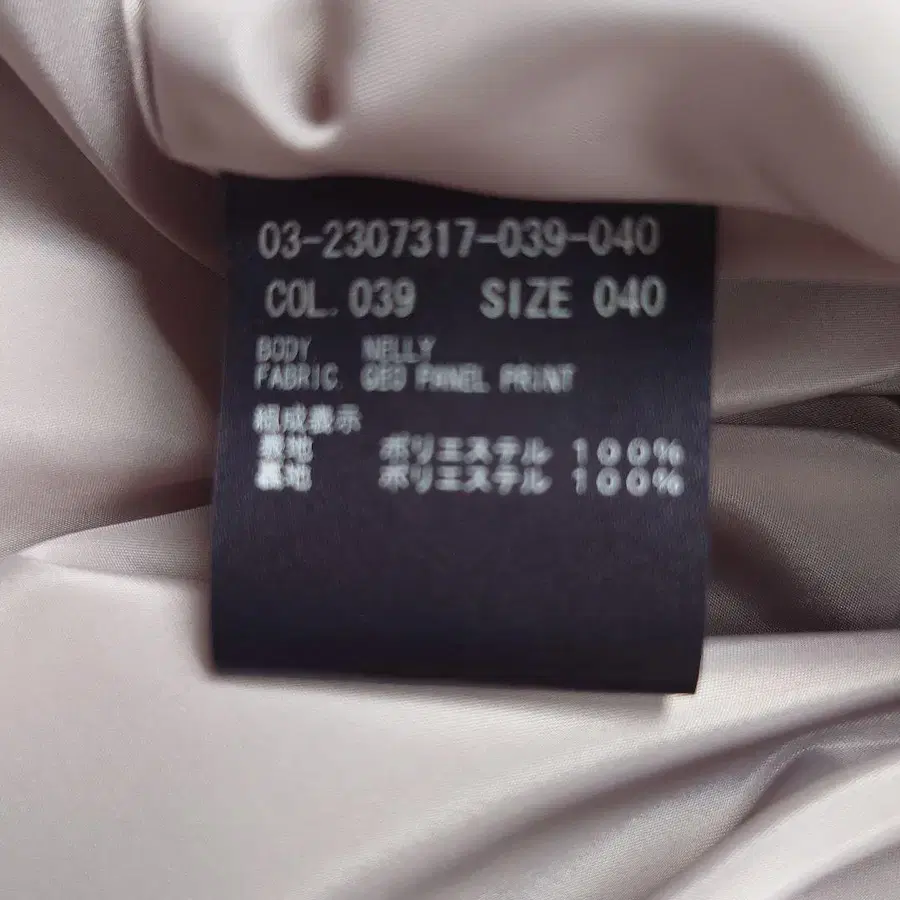 03-2307317-039-040
COL. 039 SIZE 040
BODY. NELLY
FABRIC. GEO PANEL PRINT
組成表示
表地 ポリエステル 100%
裏地 ポリエステル 100%